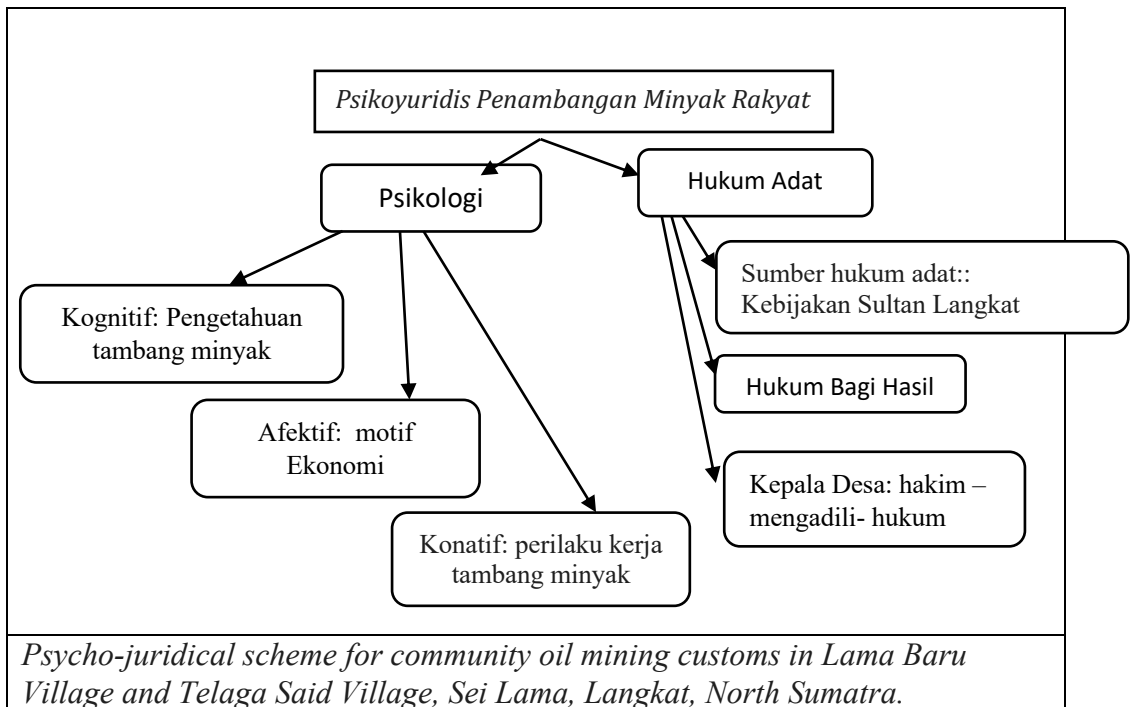 Psikoyuridis Penambangan Minyak Rakyat
Psikologi
Hukum Adat
Sumber hukum adat::
Kebijakan Sultan Langkat
Kognitif: Pengetahuan
tambang minyak
Hukum Bagi Hasil
Afektif: motif
Ekonomi
Kepala Desa: hakim –
mengadili- hukum
Konatif: perilaku kerja
tambang minyak
Psycho-juridical scheme for community oil mining customs in Lama Baru
Village and Telaga Said Village, Sei Lama, Langkat, North Sumatra.